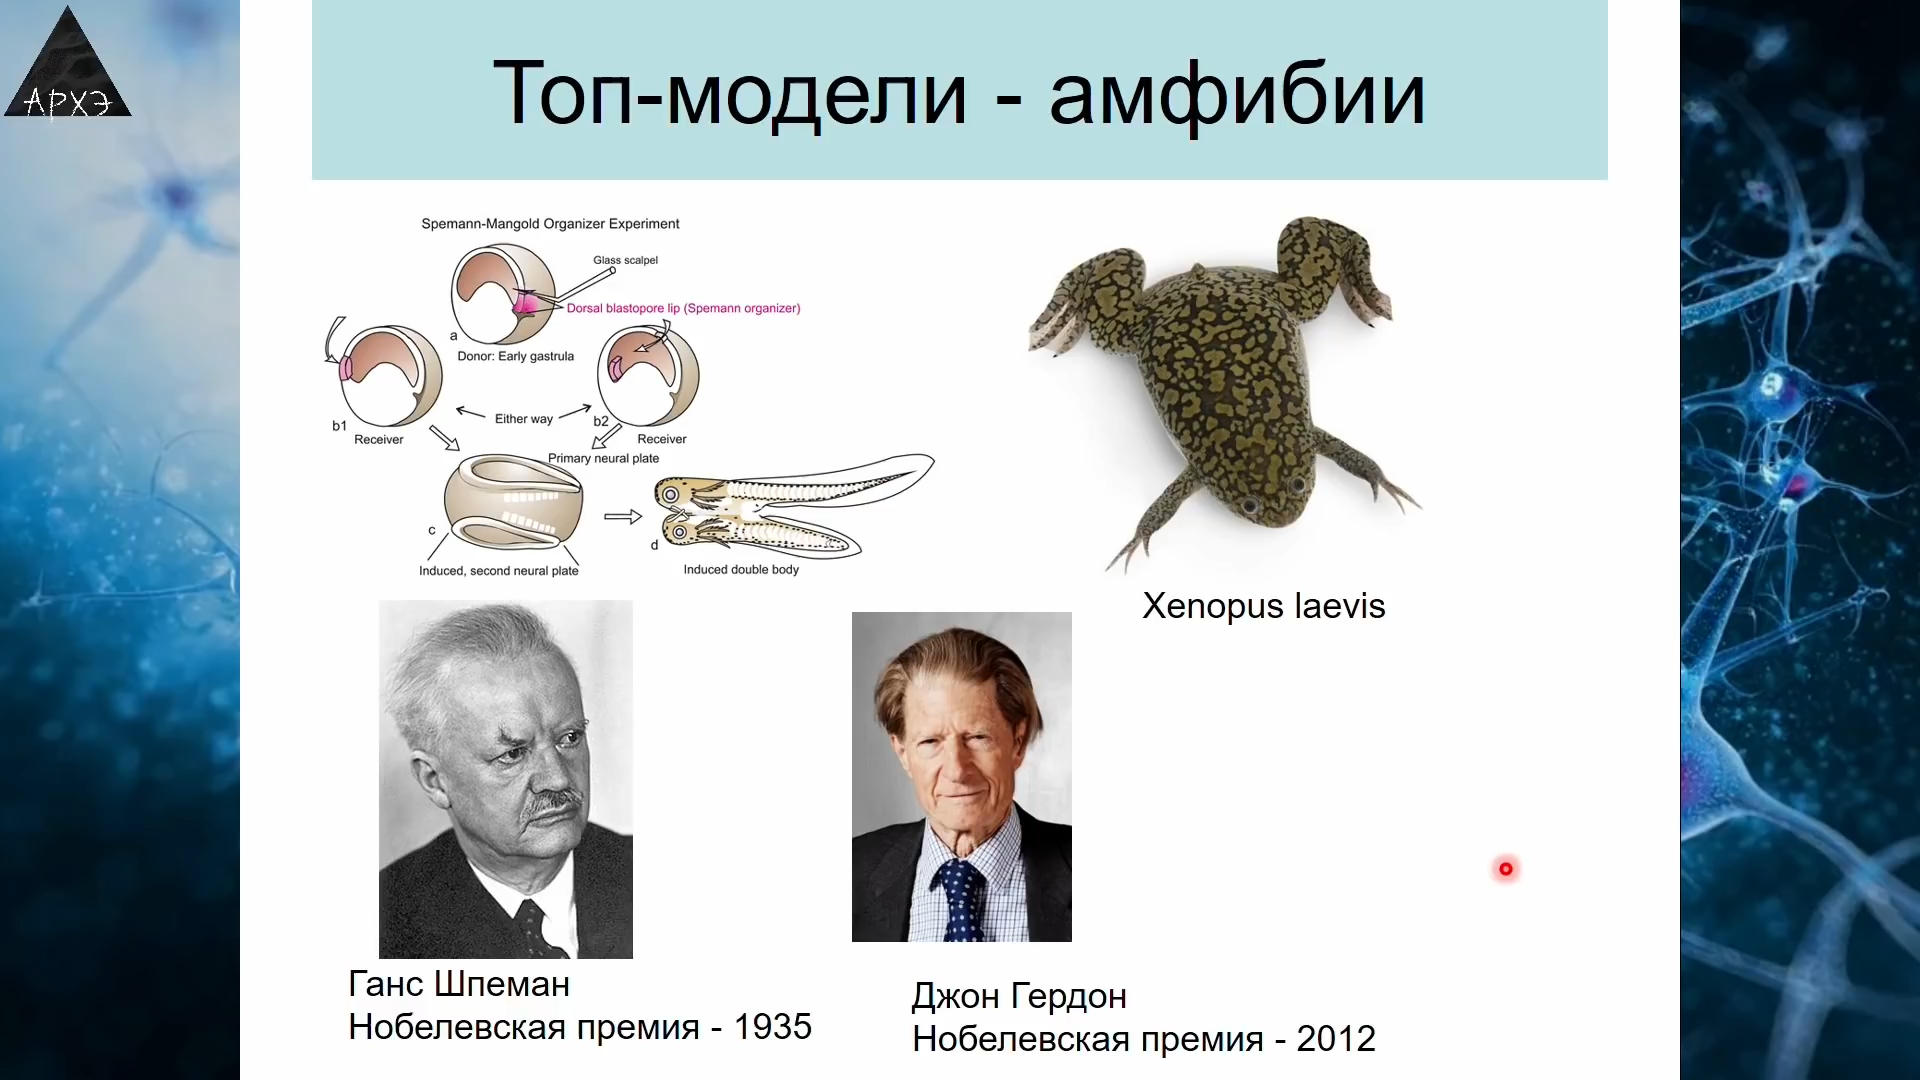 АРХЭ
Топ-модели - амфибии
Spemann-Mangold Organizer Experiment
Glass scalpel
Dorsal blastopore lip (Spemann organizer)
a
Donor: Early gastrula
Either way
b1
Receiver
b2
Receiver
Primary neural plate
c
d
Induced, second neural plate
Induced double body
Xenopus laevis
Ганс Шпеман
Нобелевская премия - 1935
Джон Гердон
Нобелевская премия - 2012